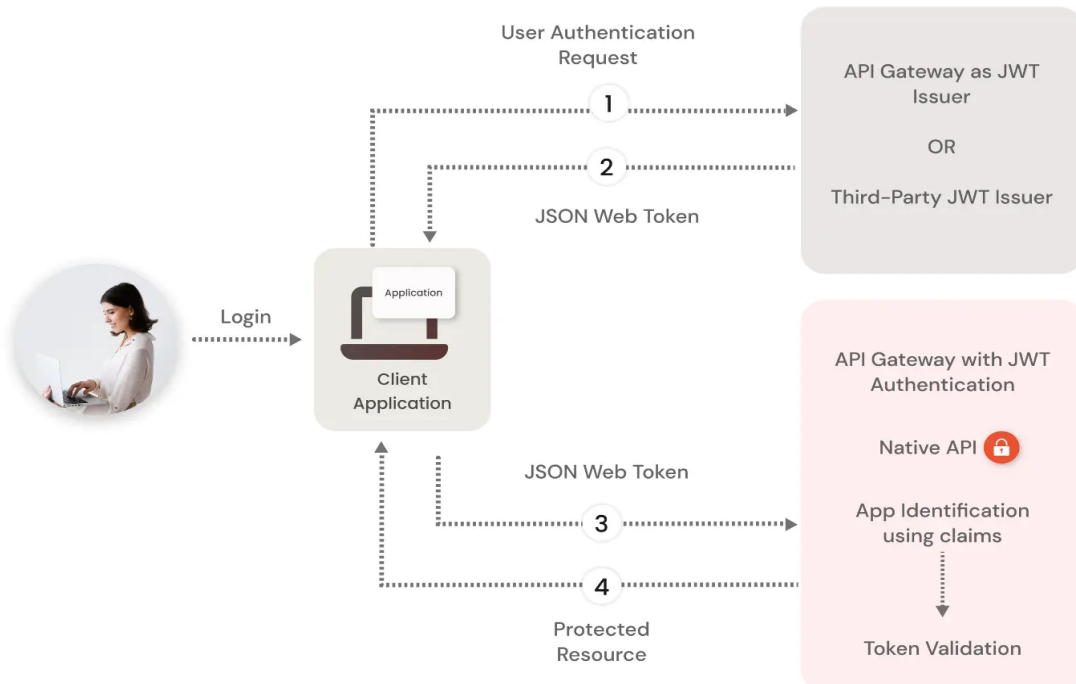 User Authentication
Request
1
API Gateway as JWT
Issuer
OR
Third-Party JWT Issuer
2
JSON Web Token
Login
Application
Client
Application
API Gateway with JWT
Authentication
Native API
App Identification
using claims
Token Validation
JSON Web Token
3
4
Protected
Resource